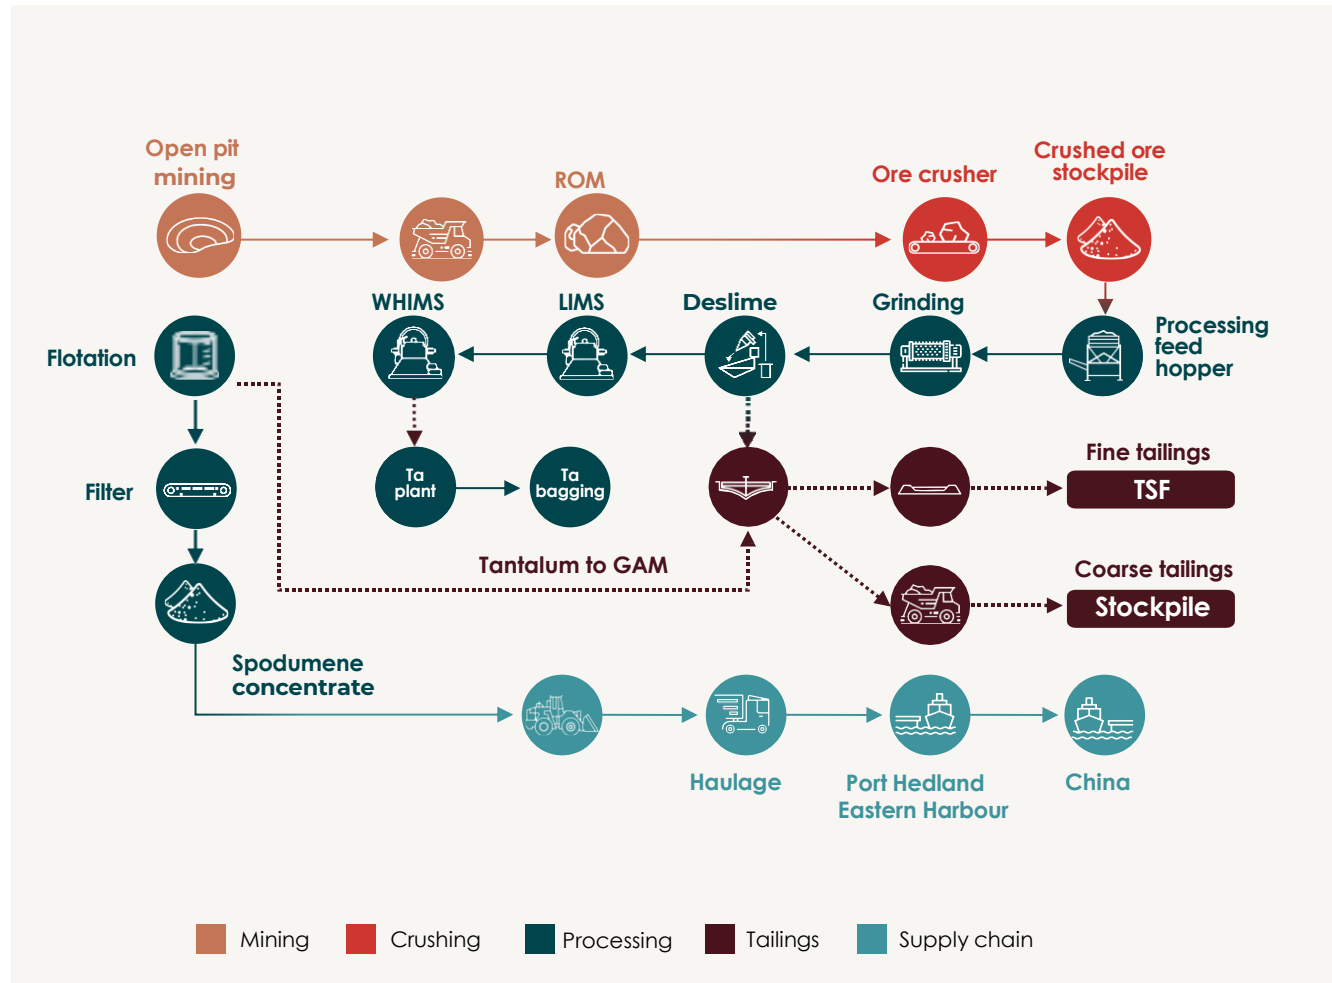 Open pit
mining
ROM
Ore crusher
Crushed ore
stockpile
WHIMS
LIMS
Deslime
Grinding
Processing
feed
hopper
Flotation
Filter
Ta
plant
Ta
bagging
Fine tailings
TSF
Tantalum to GAM
Coarse tailings
Stockpile
Spodumene
concentrate
Haulage
Port Hedland
Eastern Harbour
China
Mining
Crushing
Processing
Tailings
Supply chain